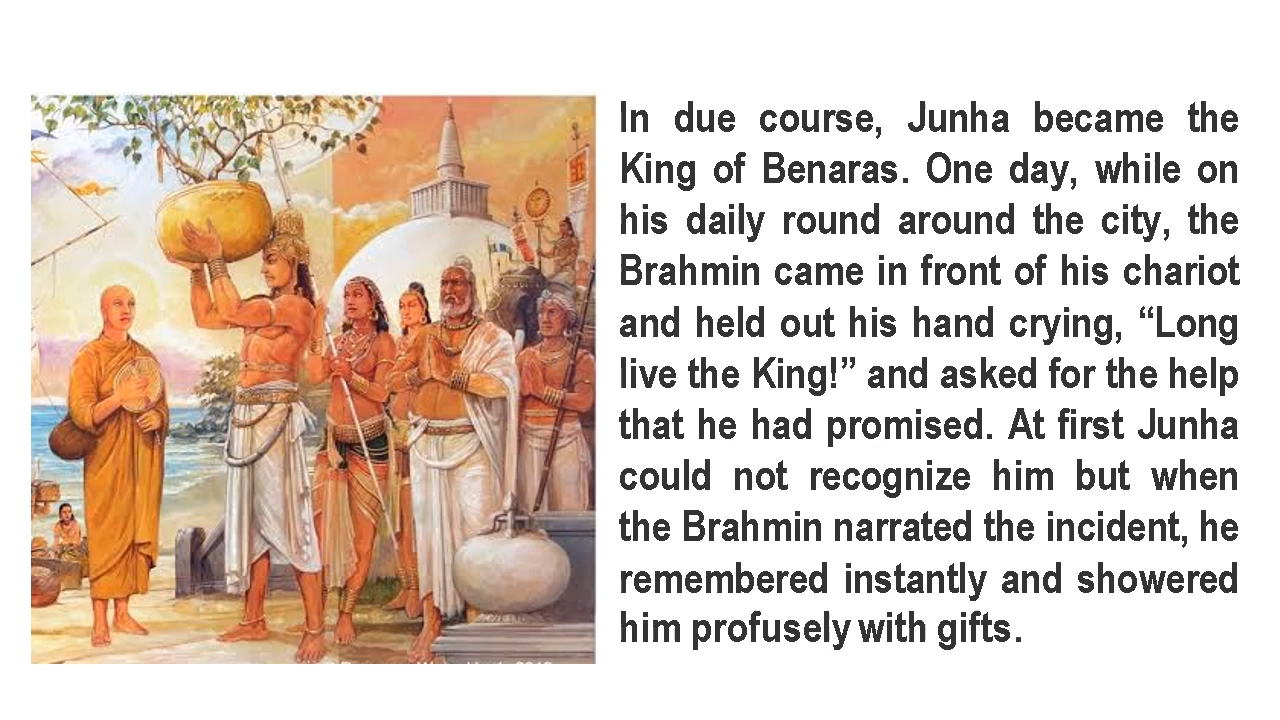 In due course, Junha became the
King of Benaras. One day, while on
his daily round around the city, the
Brahmin came in front of his chariot
and held out his hand crying, “Long
live the King!” and asked for the help
that he had promised. At first Junha
could not recognize him but when
the Brahmin narrated the incident, he
remembered instantly and showered
him profusely with gifts.